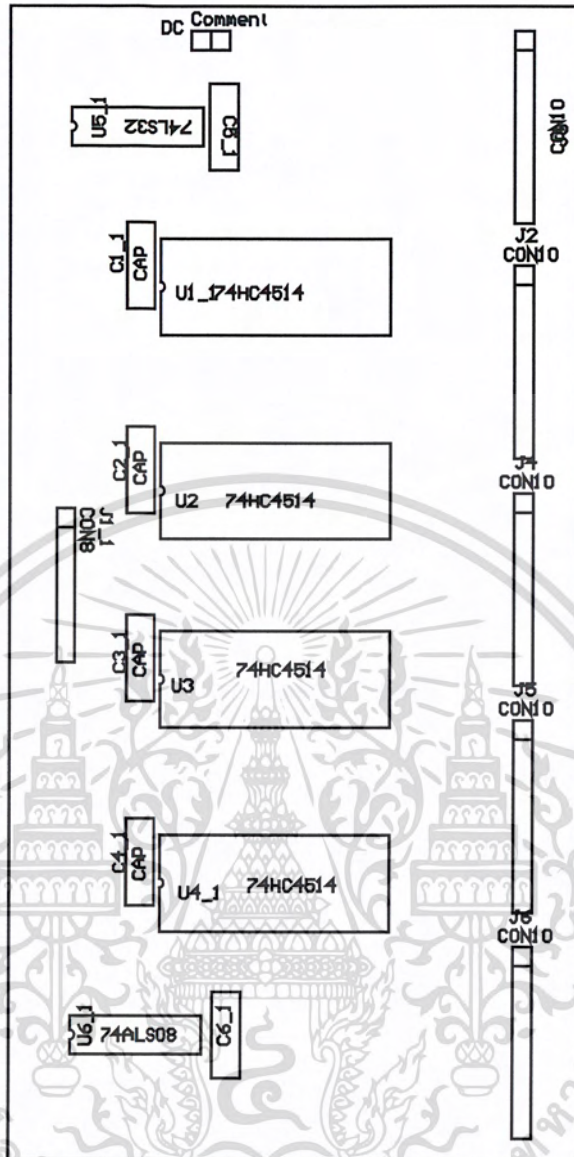 DC Comment
U5_1 74LS32
C5_1
J2
CON10
C1_1
CAP
U1_1 74HC4514
C2_1
CAP
U2 74HC4514
J4
CON10
J1_1
CON8
C3_1
CAP
U3 74HC4514
J5
CON10
C4_1
CAP
U4_1 74HC4514
J6
CON10
U6_1 74ALS08
C6_1